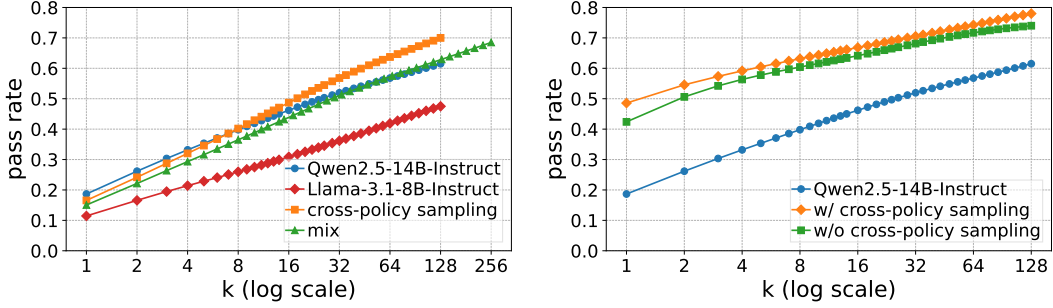 0.8
0.7
0.6
0.5
0.4
0.3
0.2
0.1
0.0
pass rate
1 2 4 8 16 32 64 128 256
k (log scale)
Qwen2.5-14B-Instruct
Llama-3.1-8B-Instruct
cross-policy sampling
mix
0.8
0.7
0.6
0.5
0.4
0.3
0.2
0.1
0.0
pass rate
1 2 4 8 16 32 64 128
k (log scale)
Qwen2.5-14B-Instruct
w/ cross-policy sampling
w/o cross-policy sampling